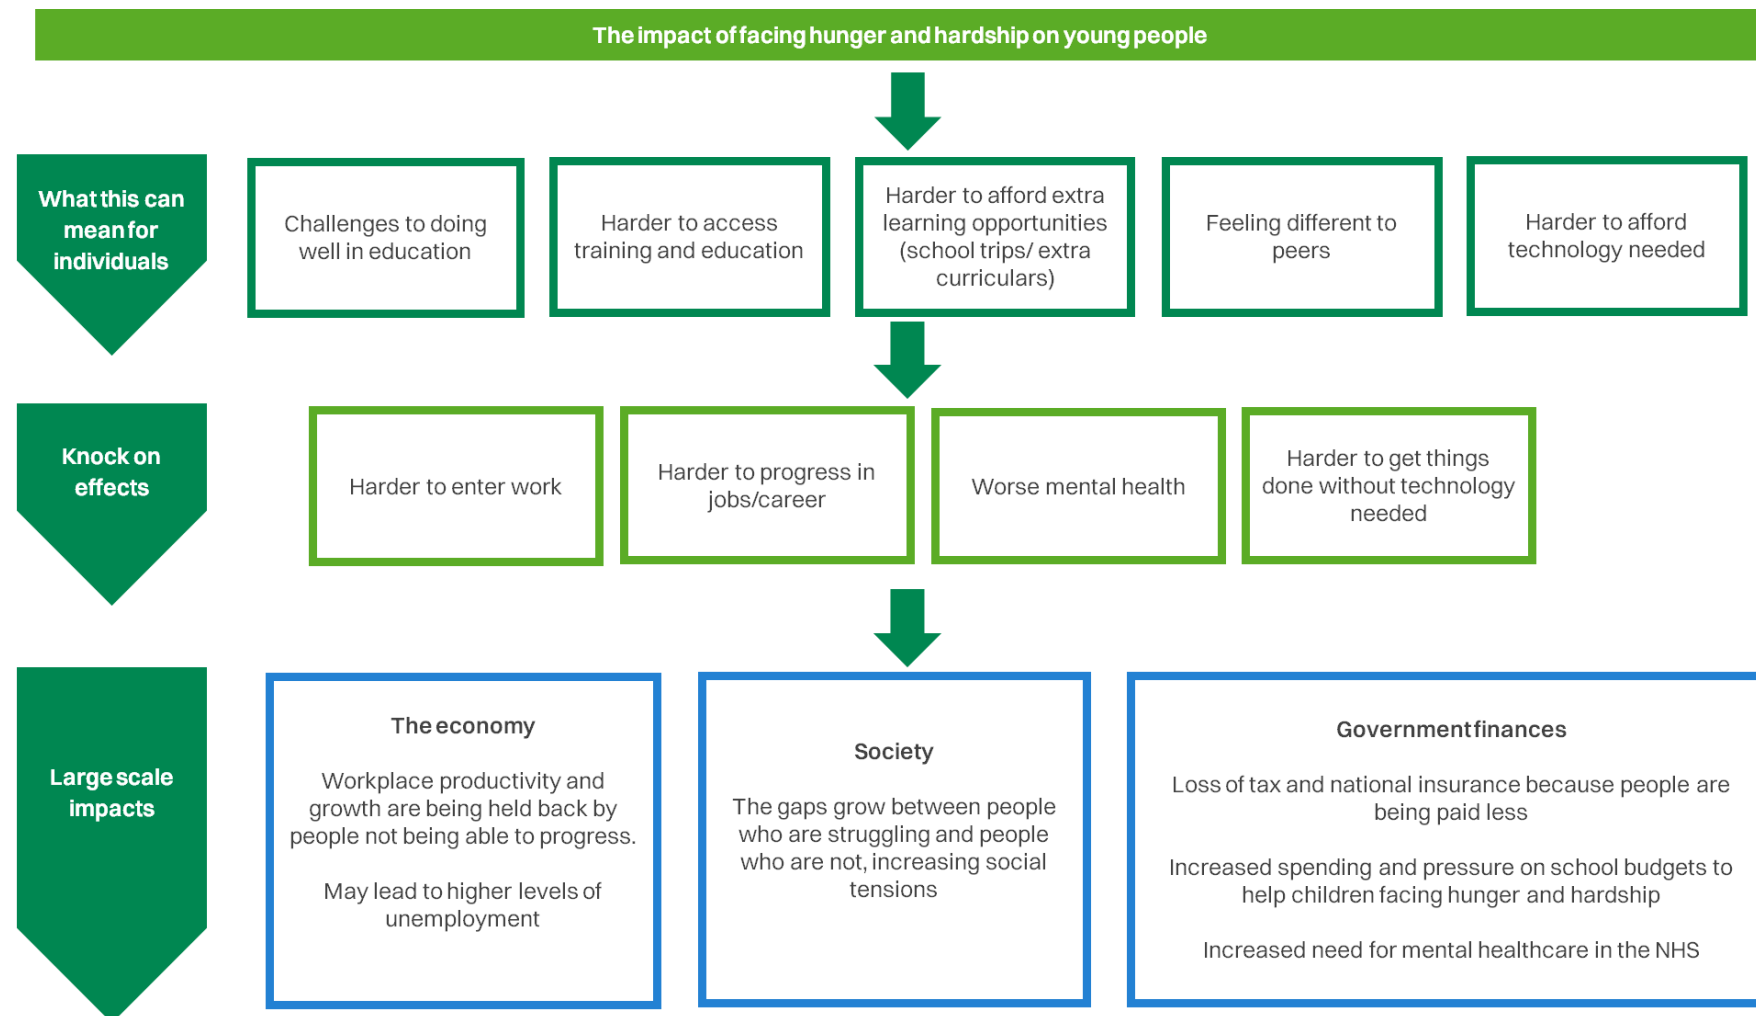 The impact of facing hunger and hardship on young people
What this can
mean for
individuals
Challenges to doing
well in education
Harder to access
training and education
Harder to afford extra
learning opportunities
(school trips/ extra
curriculars)
Feeling different to
peers
Harder to afford
technology needed
Knock on
effects
Harder to enter work
Harder to progress in
jobs/career
Worse mental health
Harder to get things
done without technology
needed
Large scale
impacts
The economy
Workplace productivity and
growth are being held back by
people not being able to progress.
May lead to higher levels of
unemployment
Society
The gaps grow between people
who are struggling and people
who are not, increasing social
tensions
Government finances
Loss of tax and national insurance because people are
being paid less
Increased spending and pressure on school budgets to
help children facing hunger and hardship
Increased need for mental healthcare in the NHS